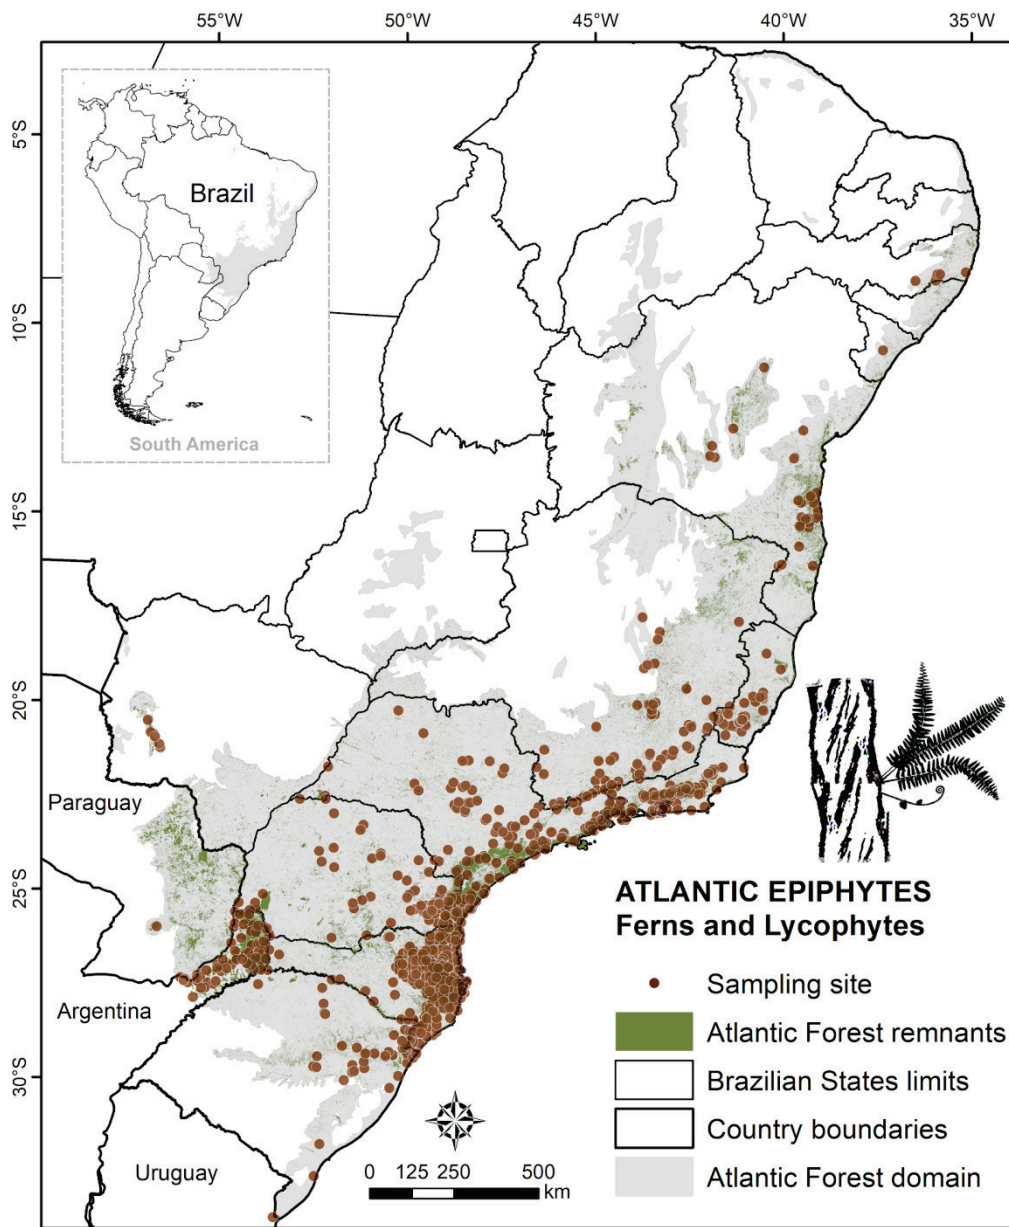 55°W 50°W 45°W 40°W 35°W
5°S
10°S
15°S
20°S
25°S
30°S
Brazil
South America
Paraguay
Argentina
Uruguay
ATLANTIC EPIPHYTES
Ferns and Lycophytes
Sampling site
Atlantic Forest remnants
Brazilian States limits
Country boundaries
Atlantic Forest domain
0 125 250 500
km